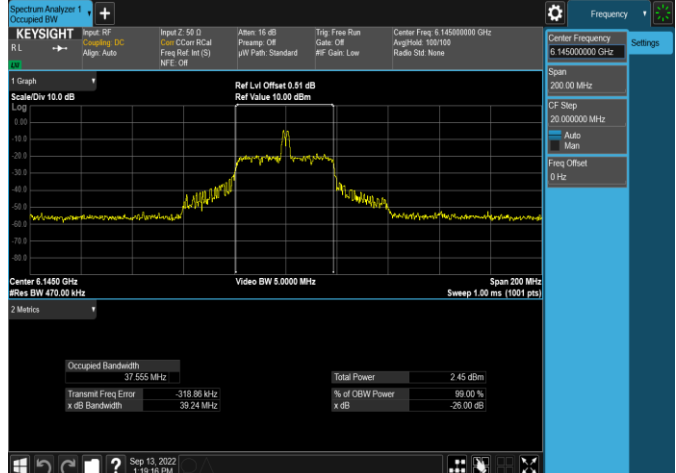 Spectrum Analyzer 1
Occupied BW
KEYSIGHT
R L
LV
Input: RF
Coupling: DC
Align: Auto
Input Z: 50 Ω
Corr CCorr RCal
Freq Ref: Int (S)
NFE: Off
Atten: 16 dB
Preamp: Off
µW Path: Standard
Trig: Free Run
Gate: Off
#IF Gain: Low
Center Freq: 6.145000000 GHz
Avg|Hold: 100/100
Radio Std: None
Frequency
Settings
Center Frequency
6.145000000 GHz
Span
200.00 MHz
CF Step
20.000000 MHz
Auto
Man
Freq Offset
0 Hz
1 Graph
Scale/Div 10.0 dB
Ref Lvl Offset 0.51 dB
Ref Value 10.00 dBm
Log
0.00
-10.0
-20.0
-30.0
-40.0
-50.0
-60.0
-70.0
-80.0
Center 6.1450 GHz
#Res BW 470.00 kHz
Video BW 5.0000 MHz
Span 200 MHz
Sweep 1.00 ms (1001 pts)
2 Metrics
Occupied Bandwidth
37.555 MHz
Transmit Freq Error -318.86 kHz
x dB Bandwidth 39.24 MHz
Total Power 2.45 dBm
% of OBW Power 99.00 %
x dB -26.00 dB
?
Sep 13, 2022
1:19:16 PM